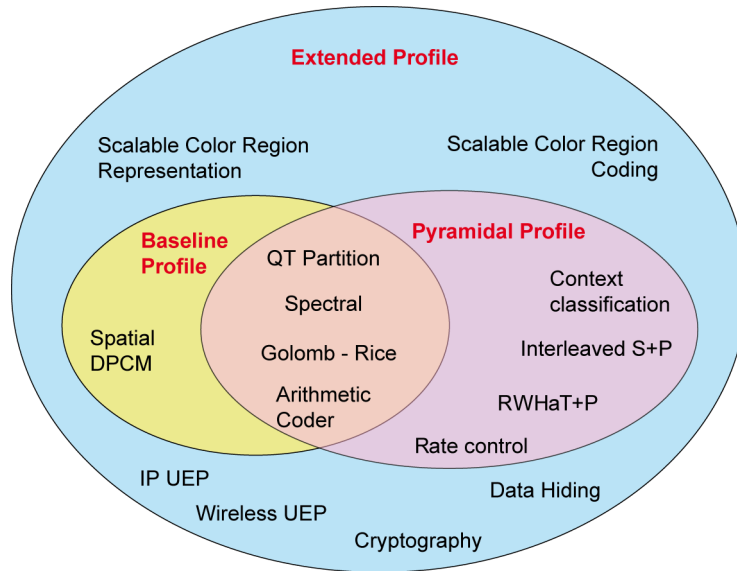 Extended Profile
Scalable Color Region
Representation
Scalable Color Region
Coding
Baseline
Profile
Pyramidal Profile
QT Partition
Spectral
Golomb - Rice
Arithmetic
Coder
Spatial
DPCM
Context
classification
Interleaved S+P
RWHaT+P
Rate control
IP UEP
Wireless UEP
Cryptography
Data Hiding